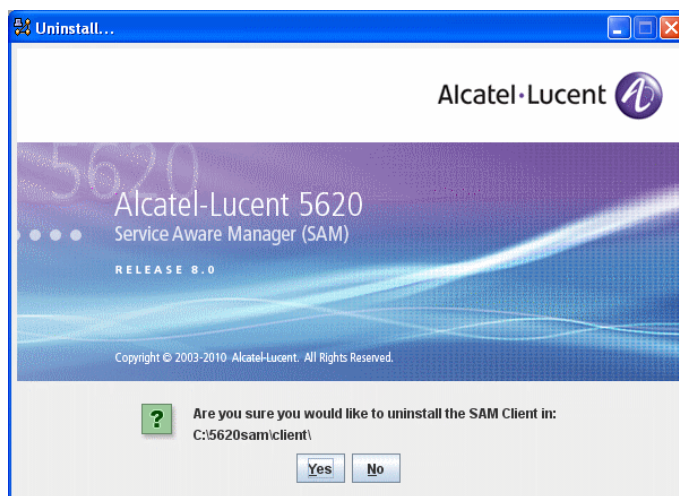 Uninstall...
Alcatel·Lucent
5620
Alcatel-Lucent 5620
Service Aware Manager (SAM)
RELEASE 8.0
Copyright © 2003-2010 Alcatel-Lucent. All Rights Reserved.
Are you sure you would like to uninstall the SAM Client in:
C:\5620sam\client\
Yes No